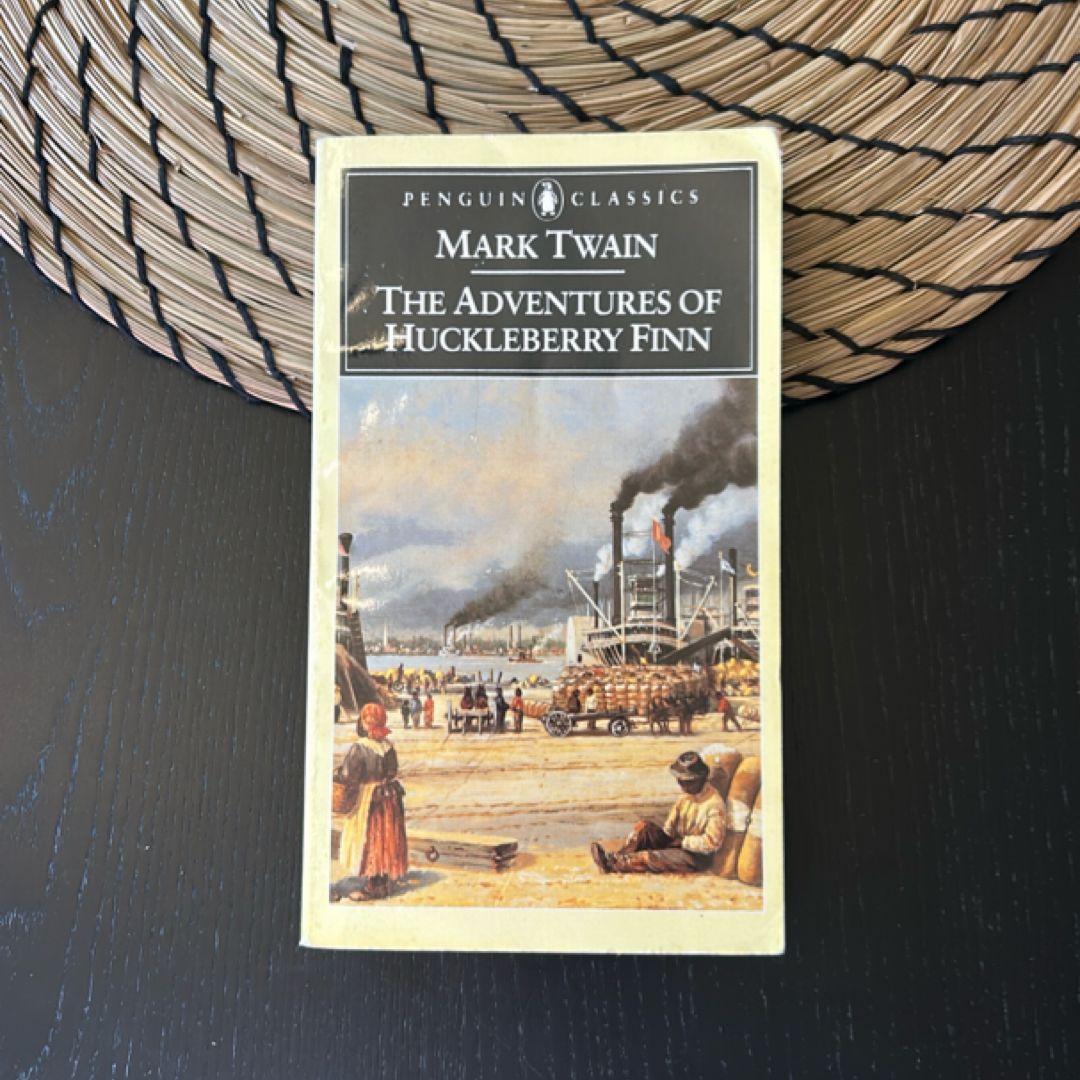 PENGUIN CLASSICS
MARK TWAIN
THE ADVENTURES OF
HUCKLEBERRY FINN